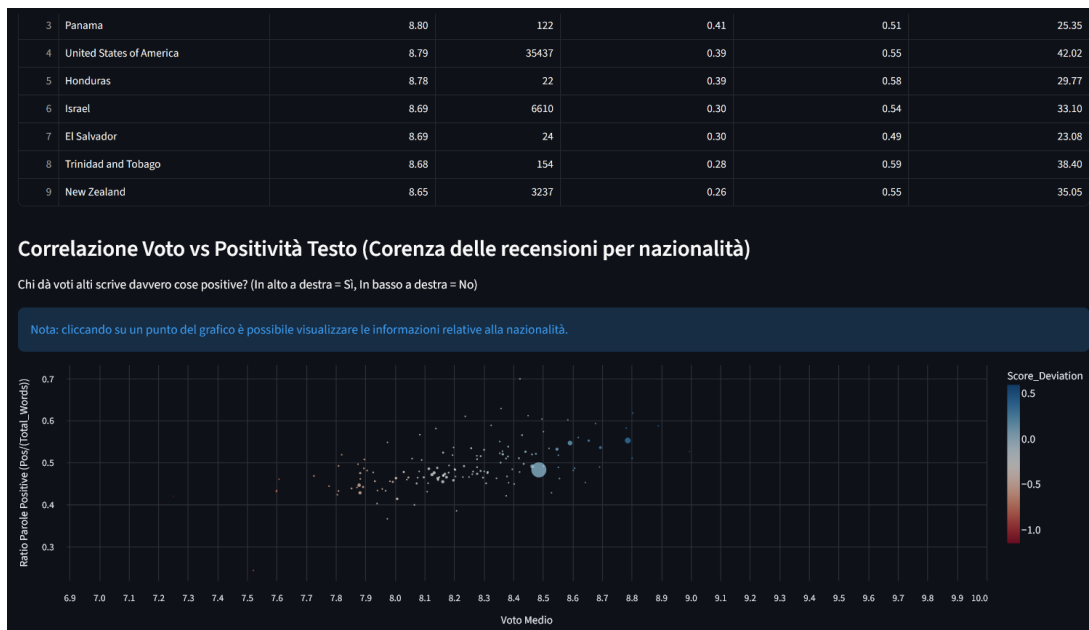 3 Panama 8.80 122 0.41 0.51 25.35
4 United States of America 8.79 35437 0.39 0.55 42.02
5 Honduras 8.78 22 0.39 0.58 29.77
6 Israel 8.69 6610 0.30 0.54 33.10
7 El Salvador 8.69 24 0.30 0.49 23.08
8 Trinidad and Tobago 8.68 154 0.28 0.59 38.40
9 New Zealand 8.65 3237 0.26 0.55 35.05
Correlazione Voto vs Positività Testo (Corenza delle recensioni per nazionalità)
Chi dà voti alti scrive davvero cose positive? (In alto a destra = Sì, In basso a destra = No)
Nota: cliccando su un punto del grafico è possibile visualizzare le informazioni relative alla nazionalità.
Ratio Parole Positive (Pos/(Total_Words))
0.7
0.6
0.5
0.4
0.3
6.9 7.0 7.1 7.2 7.3 7.4 7.5 7.6 7.7 7.8 7.9 8.0 8.1 8.2 8.3 8.4 8.5 8.6 8.7 8.8 8.9 9.0 9.1 9.2 9.3 9.4 9.5 9.6 9.7 9.8 9.9 10.0
Voto Medio
Score_Deviation
0.5
0.0
−0.5
−1.0